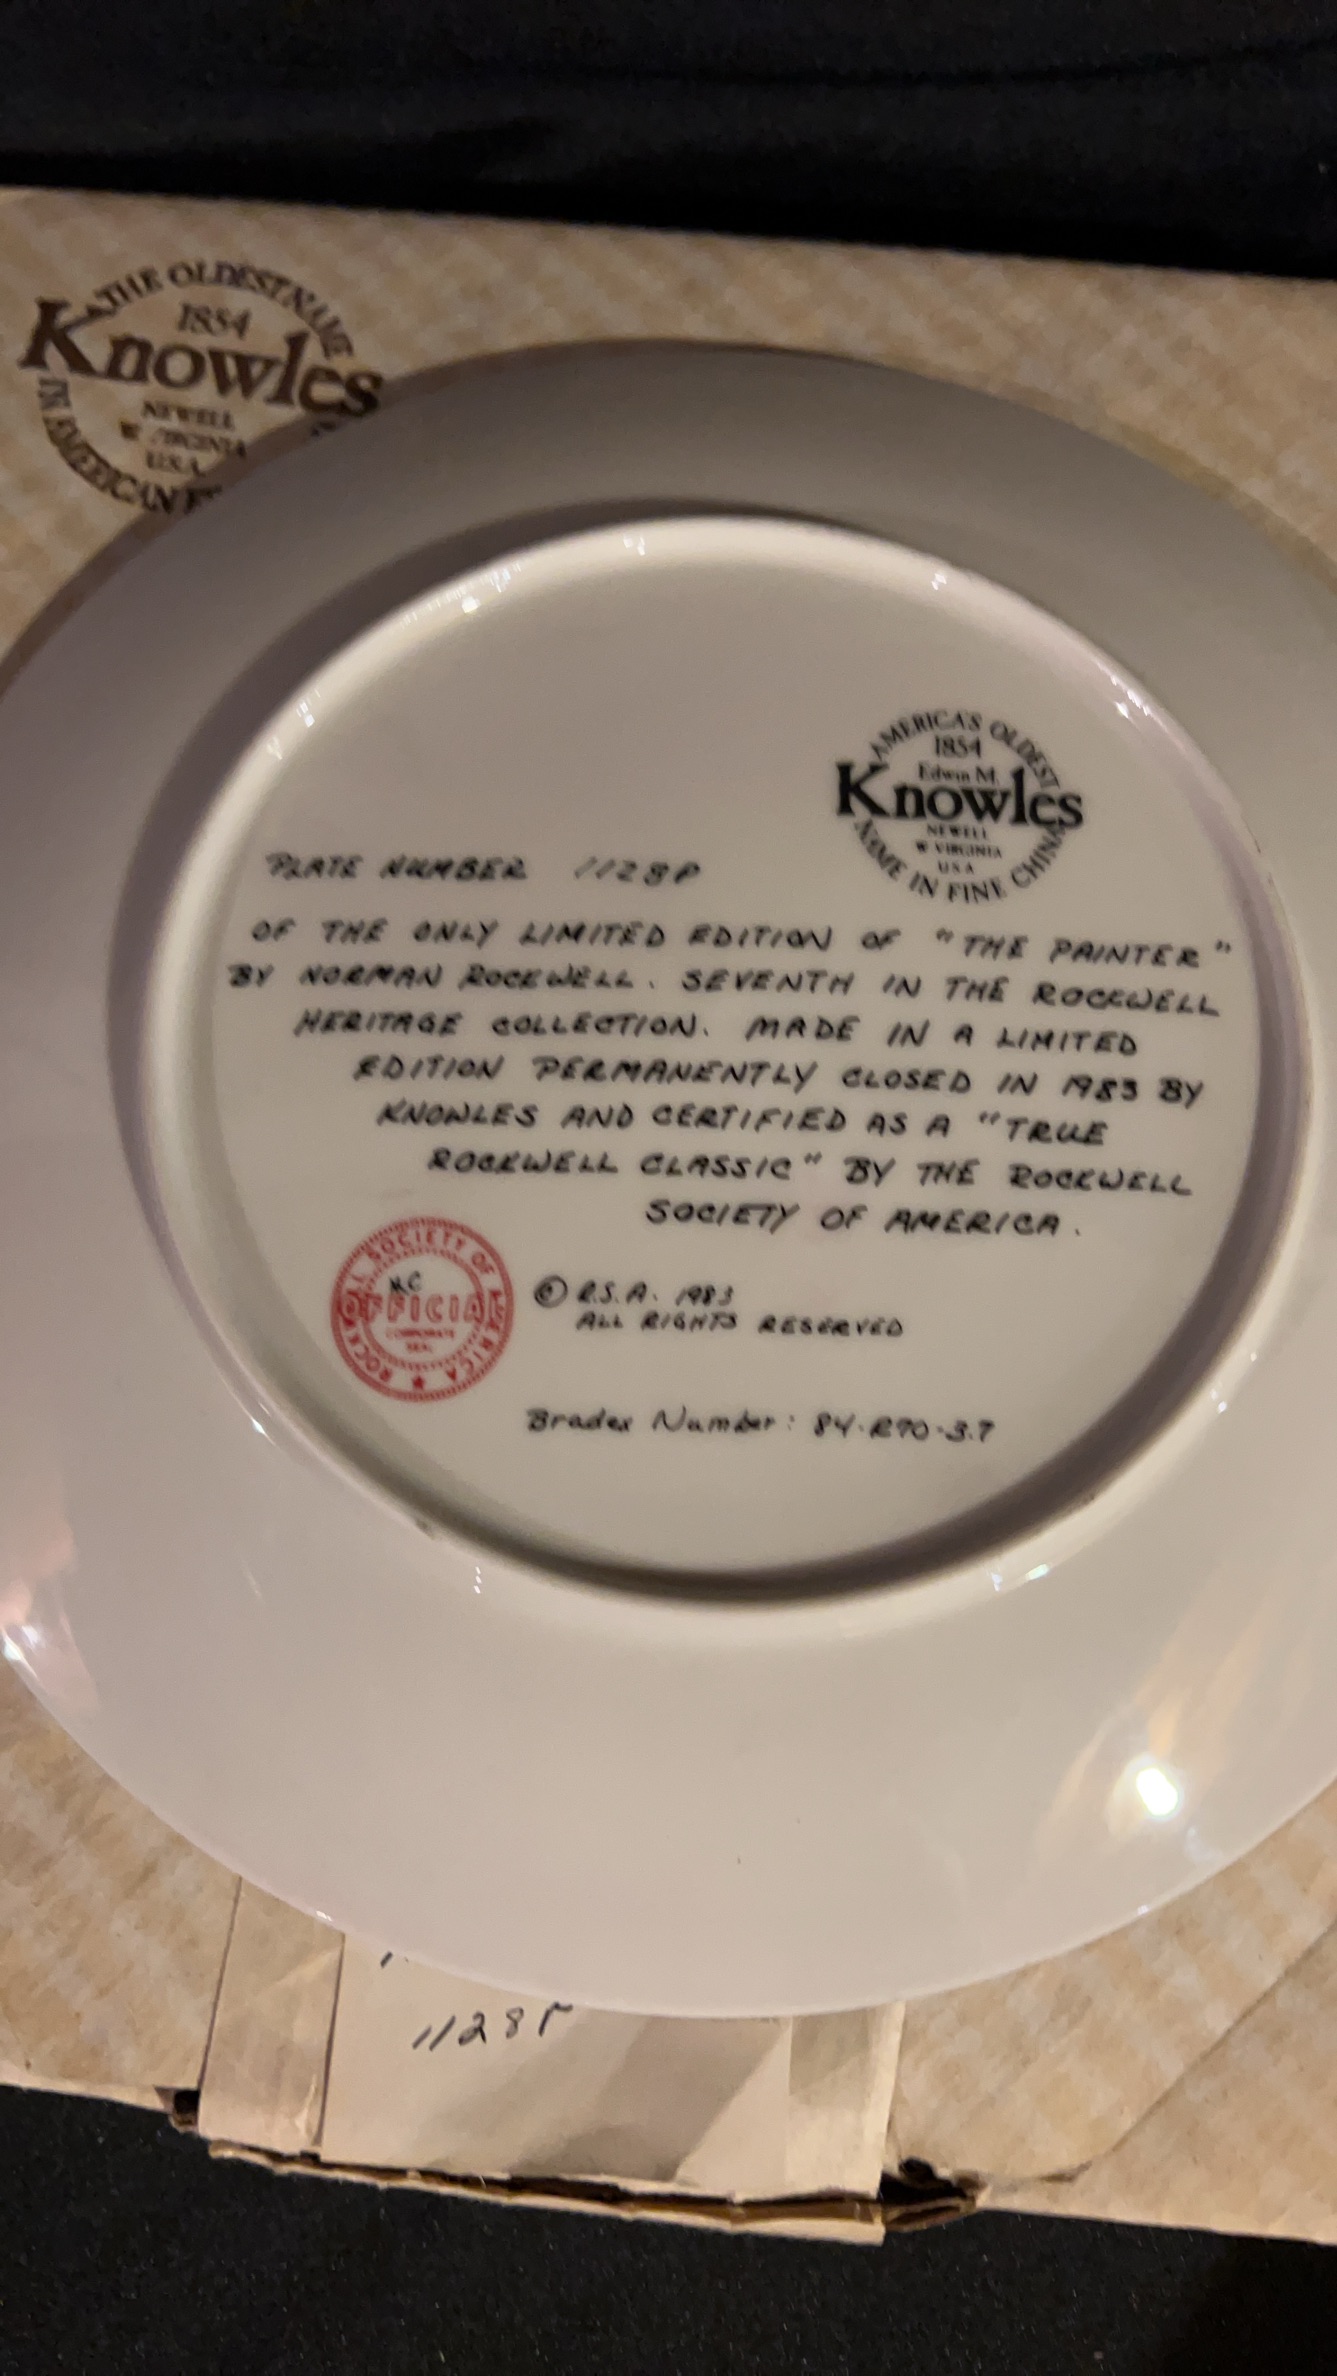 THE OLDEST NAME
1854
Knowles
NEWELL
W VIRGINIA
U.S.A.
IN AMERICAN
AMERICA'S OLDEST
1854
Edwin M.
Knowles
NEWELL
W VIRGINIA
USA
NAME IN FINE CHINA
PLATE NUMBER 1128P
OF THE ONLY LIMITED EDITION OF "THE PAINTER"
BY NORMAN ROCKWELL. SEVENTH IN THE ROCKWELL
HERITAGE COLLECTION. MADE IN A LIMITED
EDITION PERMANENTLY CLOSED IN 1983 BY
KNOWLES AND CERTIFIED AS A "TRUE
ROCKWELL CLASSIC" BY THE ROCKWELL
SOCIETY OF AMERICA.
ROCKWELL SOCIETY OF AMERICA
OFFICIAL
CORPORATE
SEAL
© R.S.A. 1983
ALL RIGHTS RESERVED
Bradex Number: 84-R70-3.7
1128P